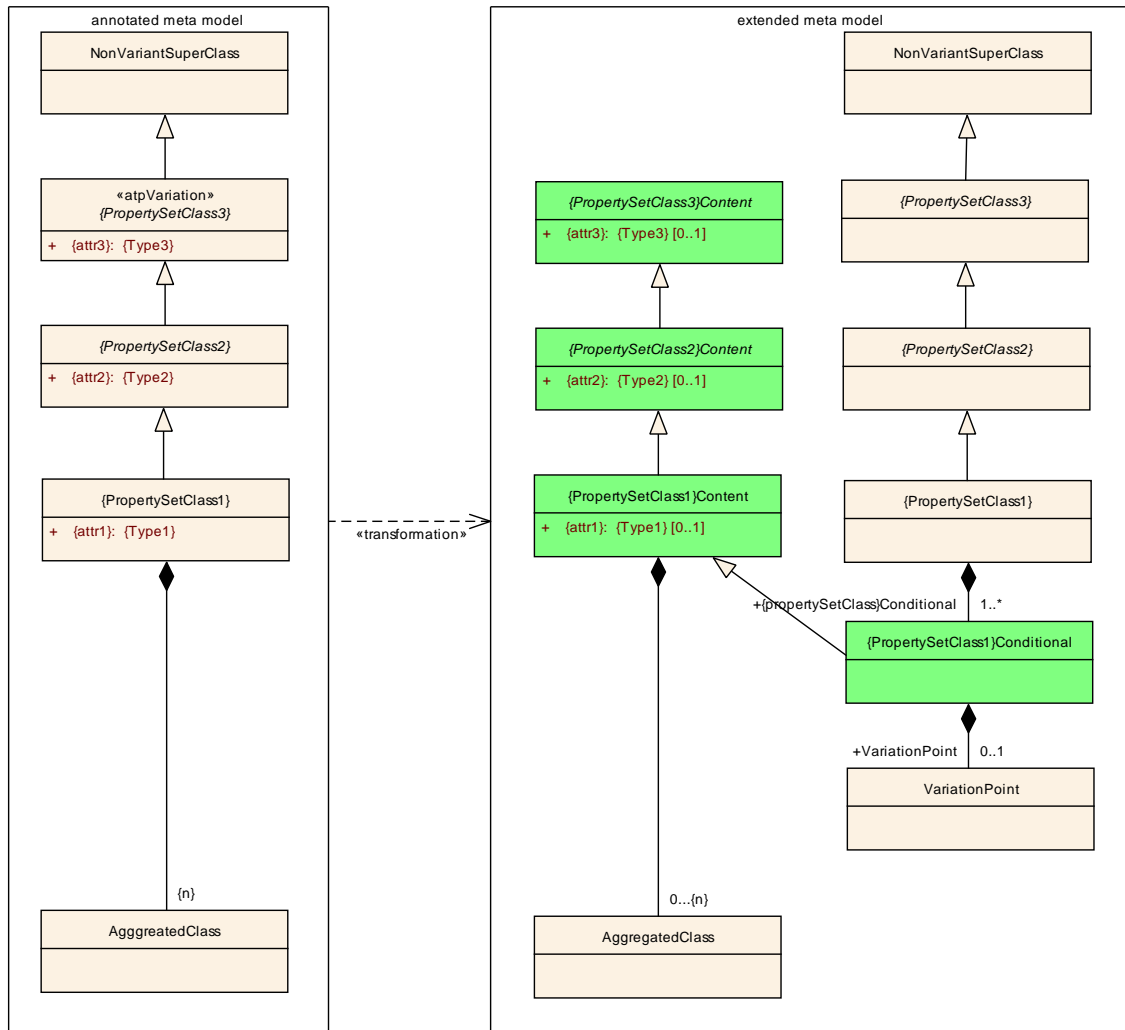 annotated meta model
NonVariantSuperClass
«atpVariation»
{PropertySetClass3}
+ {attr3}: {Type3}
{PropertySetClass2}
+ {attr2}: {Type2}
{PropertySetClass1}
+ {attr1}: {Type1}
{n}
AgggreatedClass
«transformation»
extended meta model
NonVariantSuperClass
{PropertySetClass3}Content
+ {attr3}: {Type3} [0..1]
{PropertySetClass3}
{PropertySetClass2}Content
+ {attr2}: {Type2} [0..1]
{PropertySetClass2}
{PropertySetClass1}Content
+ {attr1}: {Type1} [0..1]
{PropertySetClass1}
+{propertySetClass}Conditional 1..*
{PropertySetClass1}Conditional
+VariationPoint 0..1
VariationPoint
0...{n}
AggregatedClass